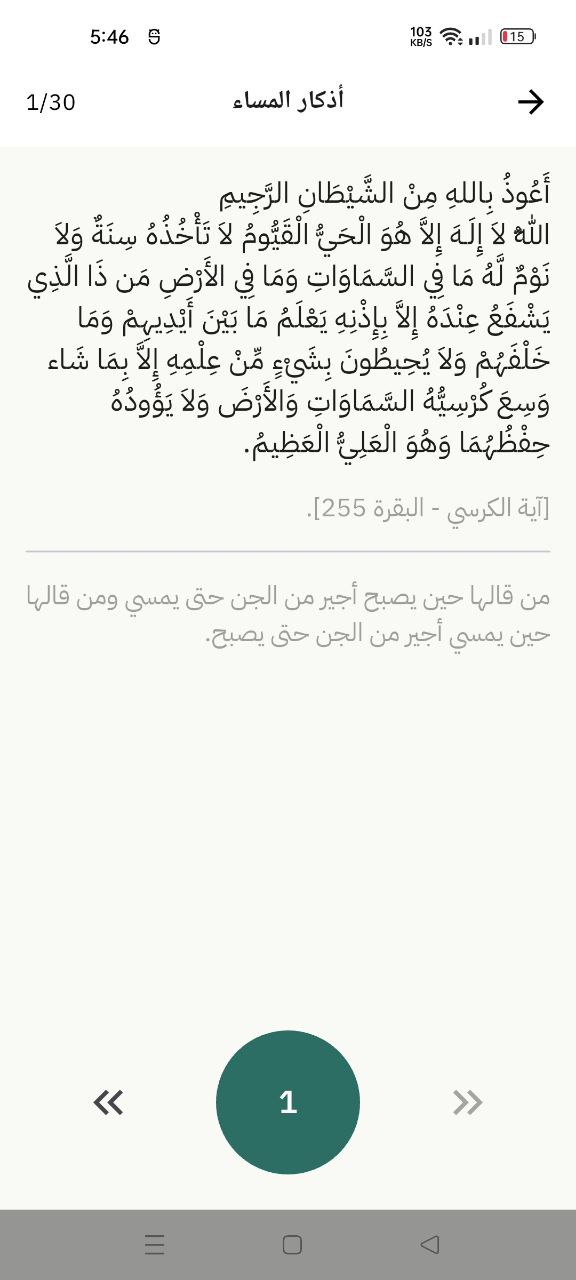 5:46
103
KB/S
15
أذكار المساء
1/30
أَعُوذُ بِاللهِ مِنْ الشَّيْطَانِ الرَّجِيمِ
اللّهُ لاَ إِلَـهَ إِلاَّ هُوَ الْحَيُّ الْقَيُّومُ لاَ تَأْخُذُهُ سِنَةٌ وَلاَ
نَوْمٌ لَّهُ مَا فِي السَّمَاوَاتِ وَمَا فِي الأَرْضِ مَن ذَا الَّذِي
يَشْفَعُ عِنْدَهُ إِلاَّ بِإِذْنِهِ يَعْلَمُ مَا بَيْنَ أَيْدِيهِمْ وَمَا
خَلْفَهُمْ وَلاَ يُحِيطُونَ بِشَيْءٍ مِّنْ عِلْمِهِ إِلاَّ بِمَا شَاء
وَسِعَ كُرْسِيُّهُ السَّمَاوَاتِ وَالأَرْضَ وَلاَ يَؤُودُهُ
حِفْظُهُمَا وَهُوَ الْعَلِيُّ الْعَظِيمُ.
[آية الكرسي - البقرة 255].
من قالها حين يصبح أجير من الجن حتى يمسي ومن قالها
حين يمسي أجير من الجن حتى يصبح.
1